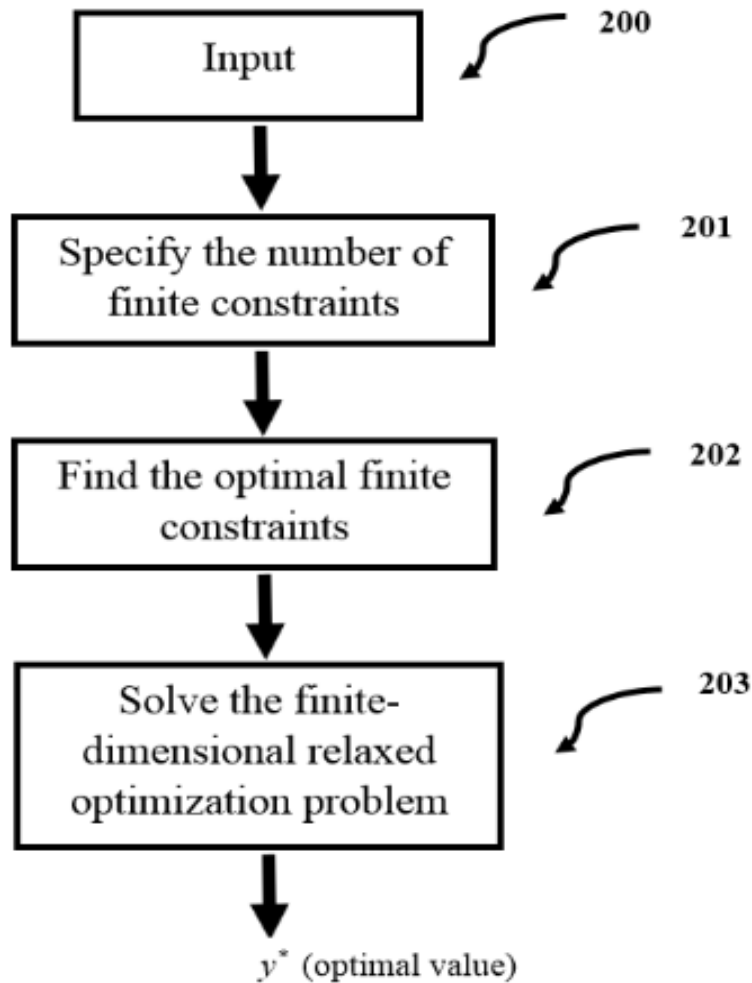 Input
200
Specify the number of
finite constraints
201
Find the optimal finite
constraints
202
Solve the finite-
dimensional relaxed
optimization problem
203
y* (optimal value)